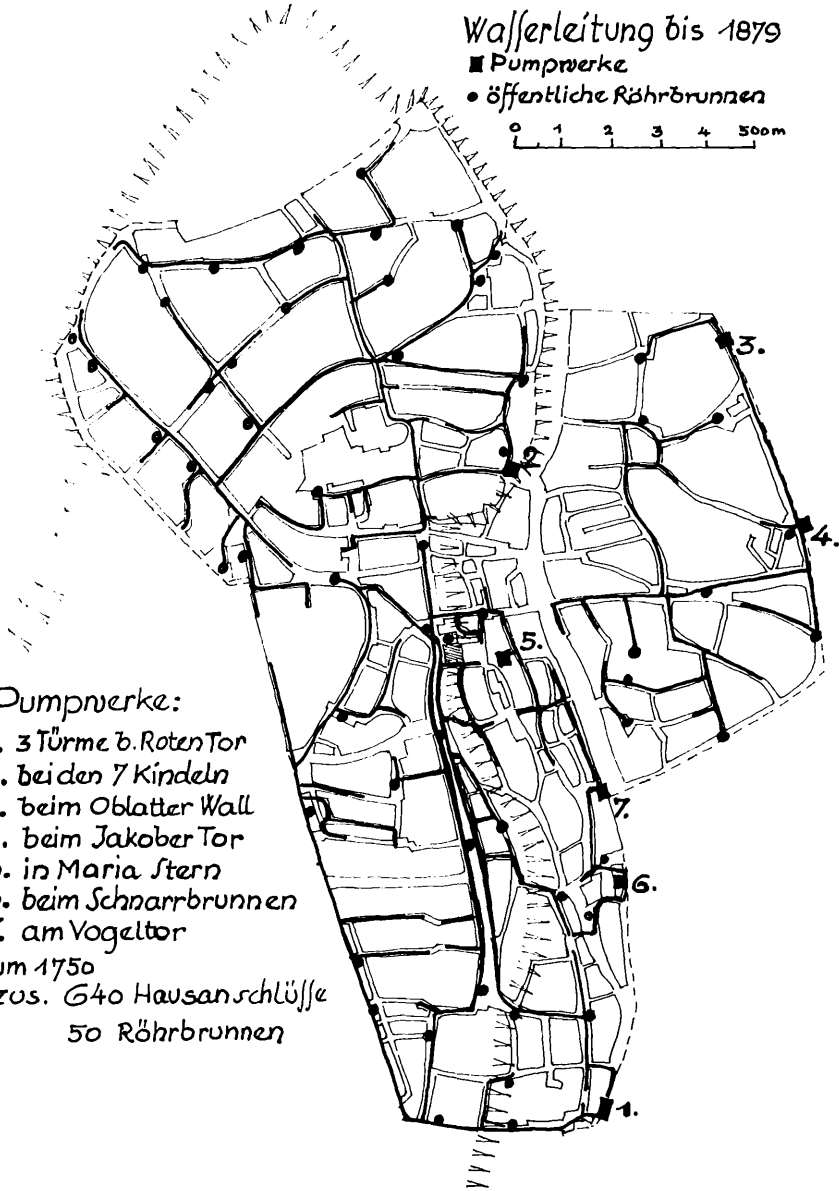 Wasserleitung bis 1879
Pumpwerke
öffentliche Röhrbrunnen
0 1 2 3 4 500m
3.
2
4.
5.
7.
6.
1.
Pumpwerke:
. 3 Türme b. Roten Tor
. bei den 7 Kindeln
. beim Oblatter Wall
. beim Jakober Tor
. in Maria Stern
. beim Schnarrbrunnen
. am Vogeltor
um 1750
zus. 640 Hausanschlüsse
50 Röhrbrunnen